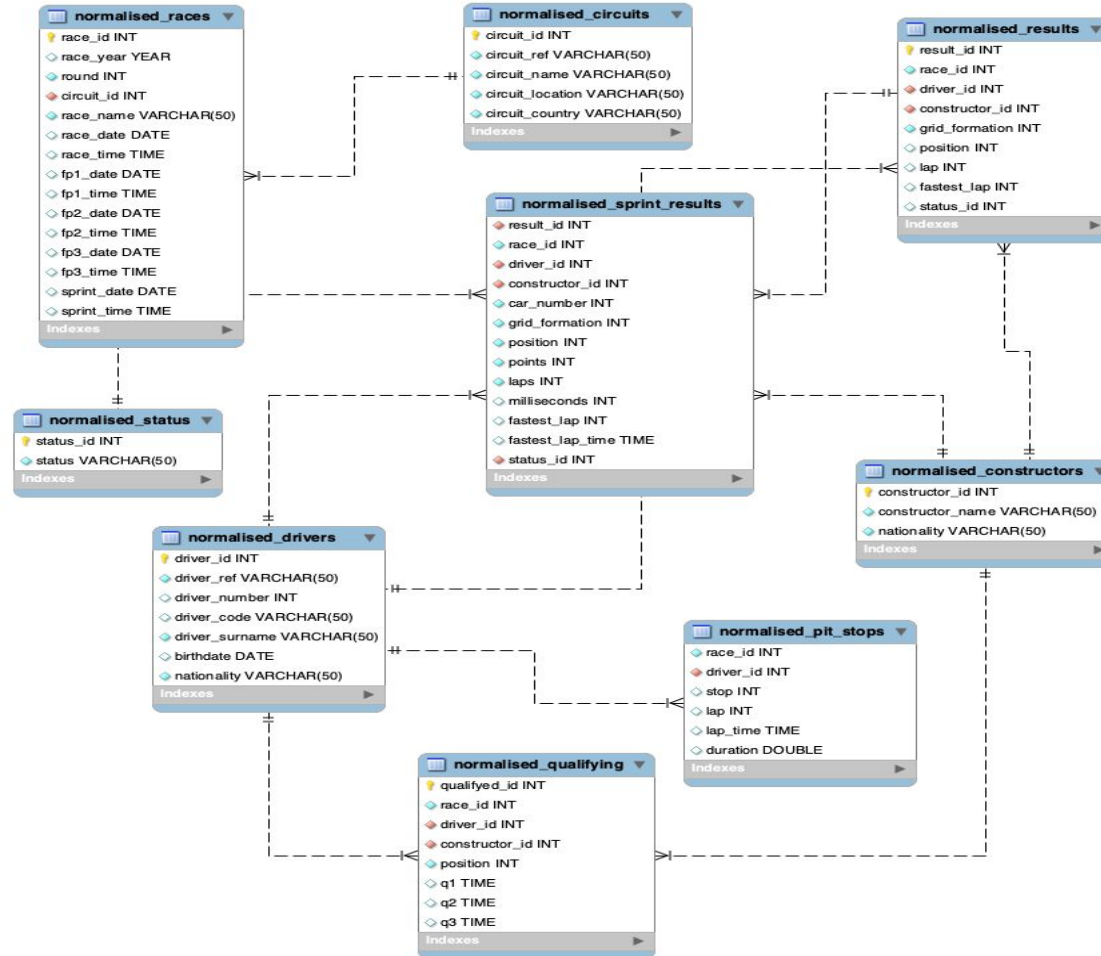 normalised_races
race_id INT
race_year YEAR
round INT
circuit_id INT
race_name VARCHAR(50)
race_date DATE
race_time TIME
fp1_date DATE
fp1_time TIME
fp2_date DATE
fp2_time TIME
fp3_date DATE
fp3_time TIME
sprint_date DATE
sprint_time TIME
Indexes
normalised_circuits
circuit_id INT
circuit_ref VARCHAR(50)
circuit_name VARCHAR(50)
circuit_location VARCHAR(50)
circuit_country VARCHAR(50)
Indexes
normalised_results
result_id INT
race_id INT
driver_id INT
constructor_id INT
grid_formation INT
position INT
lap INT
fastest_lap INT
status_id INT
Indexes
normalised_sprint_results
result_id INT
race_id INT
driver_id INT
constructor_id INT
car_number INT
grid_formation INT
position INT
points INT
laps INT
milliseconds INT
fastest_lap INT
fastest_lap_time TIME
status_id INT
Indexes
normalised_status
status_id INT
status VARCHAR(50)
Indexes
normalised_constructors
constructor_id INT
constructor_name VARCHAR(50)
nationality VARCHAR(50)
Indexes
normalised_drivers
driver_id INT
driver_ref VARCHAR(50)
driver_number INT
driver_code VARCHAR(50)
driver_surname VARCHAR(50)
birthdate DATE
nationality VARCHAR(50)
Indexes
normalised_pit_stops
race_id INT
driver_id INT
stop INT
lap INT
lap_time TIME
duration DOUBLE
Indexes
normalised_qualifying
qualifyed_id INT
race_id INT
driver_id INT
constructor_id INT
position INT
q1 TIME
q2 TIME
q3 TIME
Indexes